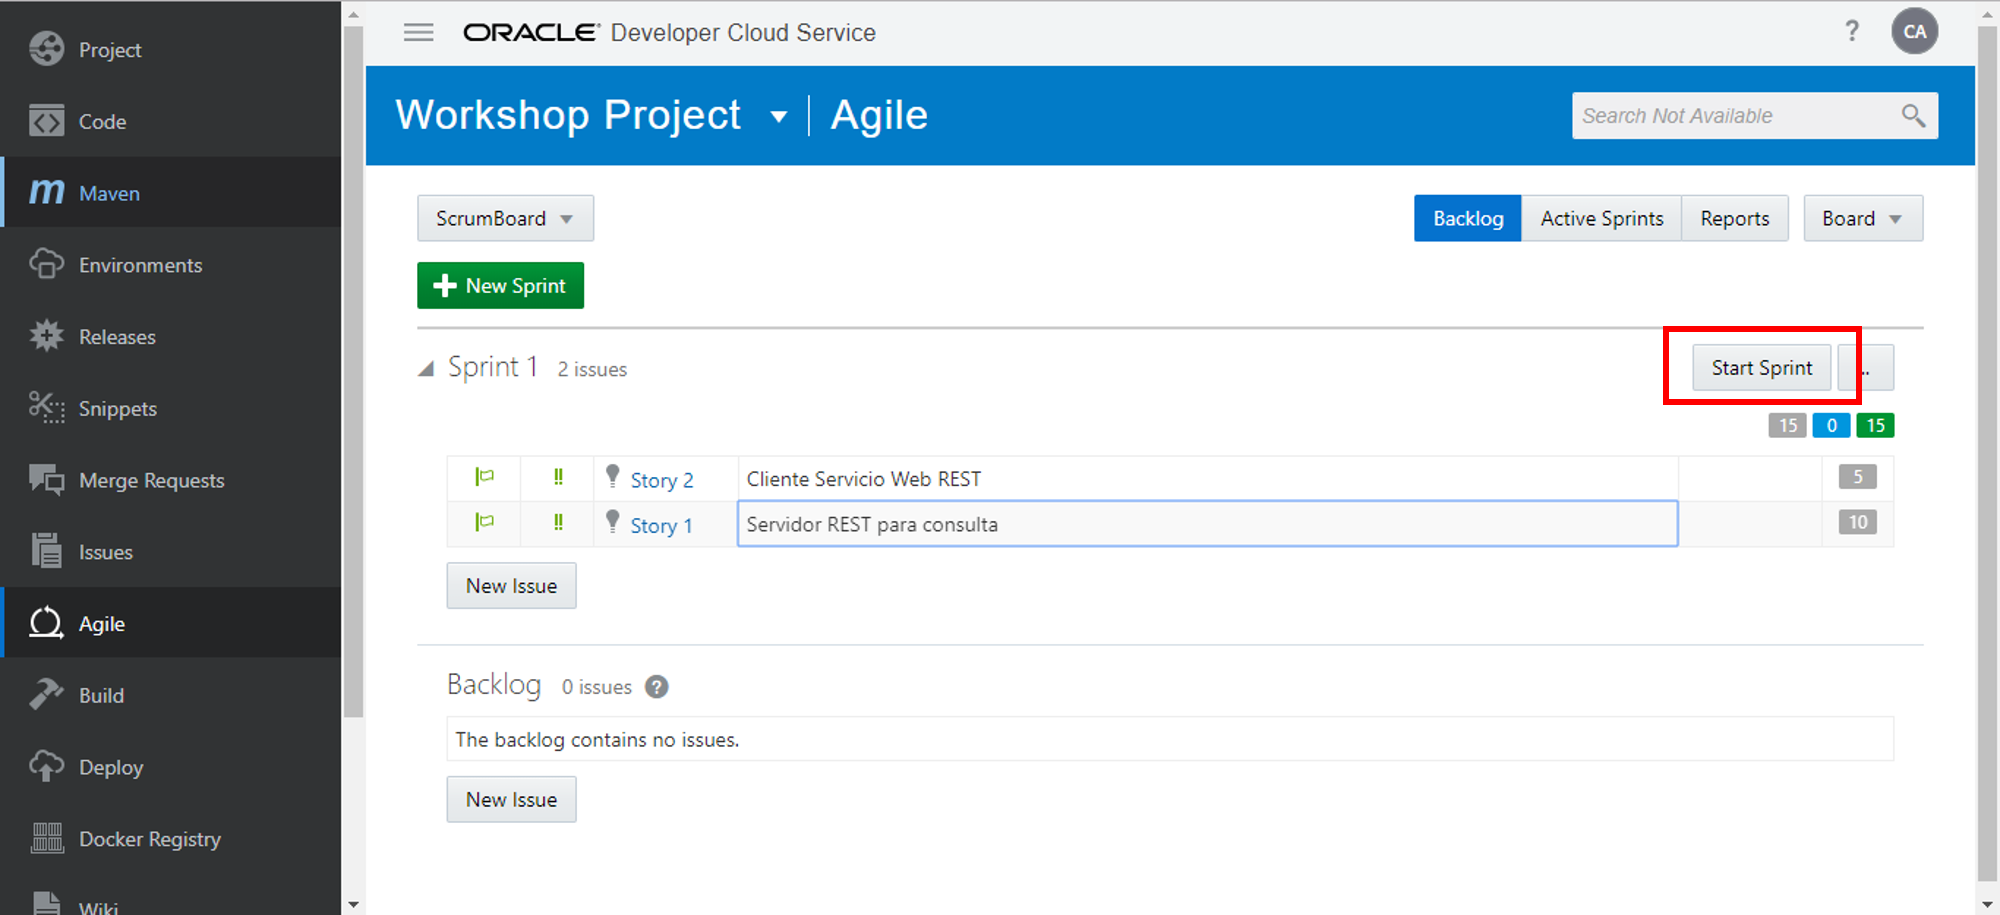 Project
Code
Maven
Environments
Releases
Snippets
Merge Requests
Issues
Agile
Build
Deploy
Docker Registry
Wiki
ORACLE® Developer Cloud Service
? CA
Workshop Project | Agile
Search Not Available
ScrumBoard
Backlog Active Sprints Reports Board
New Sprint
Sprint 1 2 issues
Start Sprint ..
15 0 15
!! Story 2 Cliente Servicio Web REST 5
!! Story 1 Servidor REST para consulta 10
New Issue
Backlog 0 issues ?
The backlog contains no issues.
New Issue